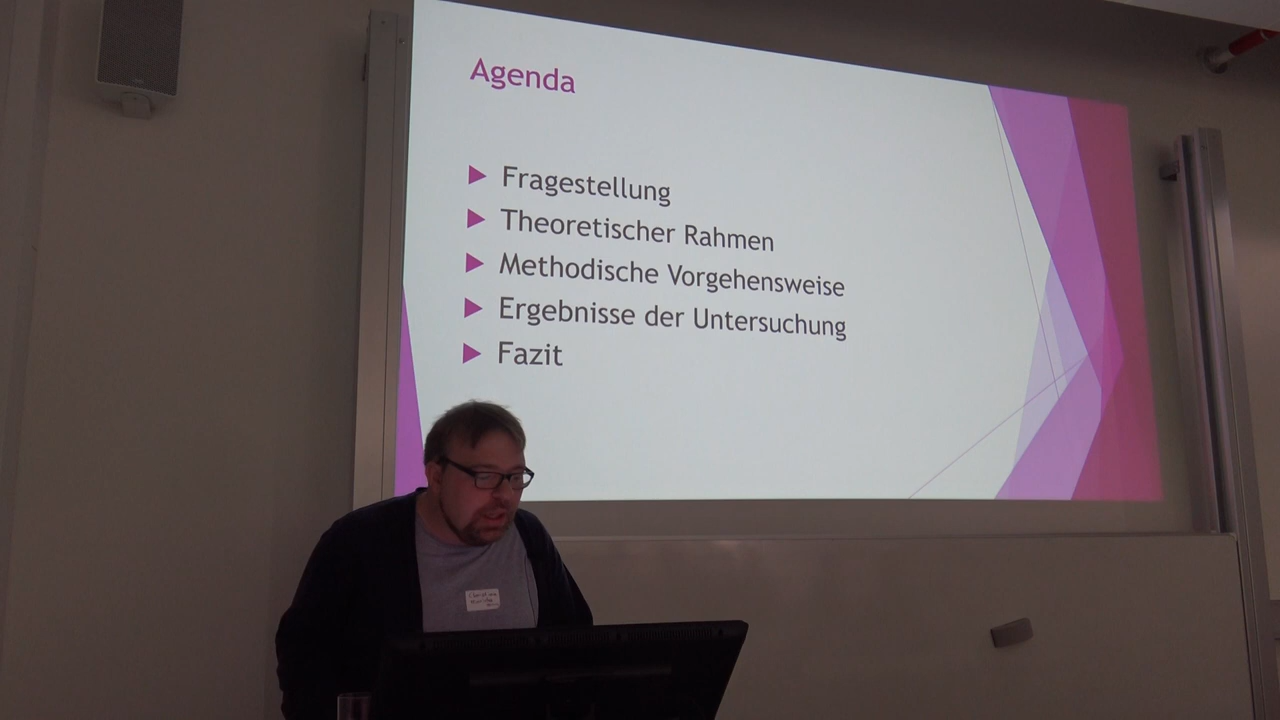 Agenda
Fragestellung
Theoretischer Rahmen
Methodische Vorgehensweise
Ergebnisse der Untersuchung
Fazit